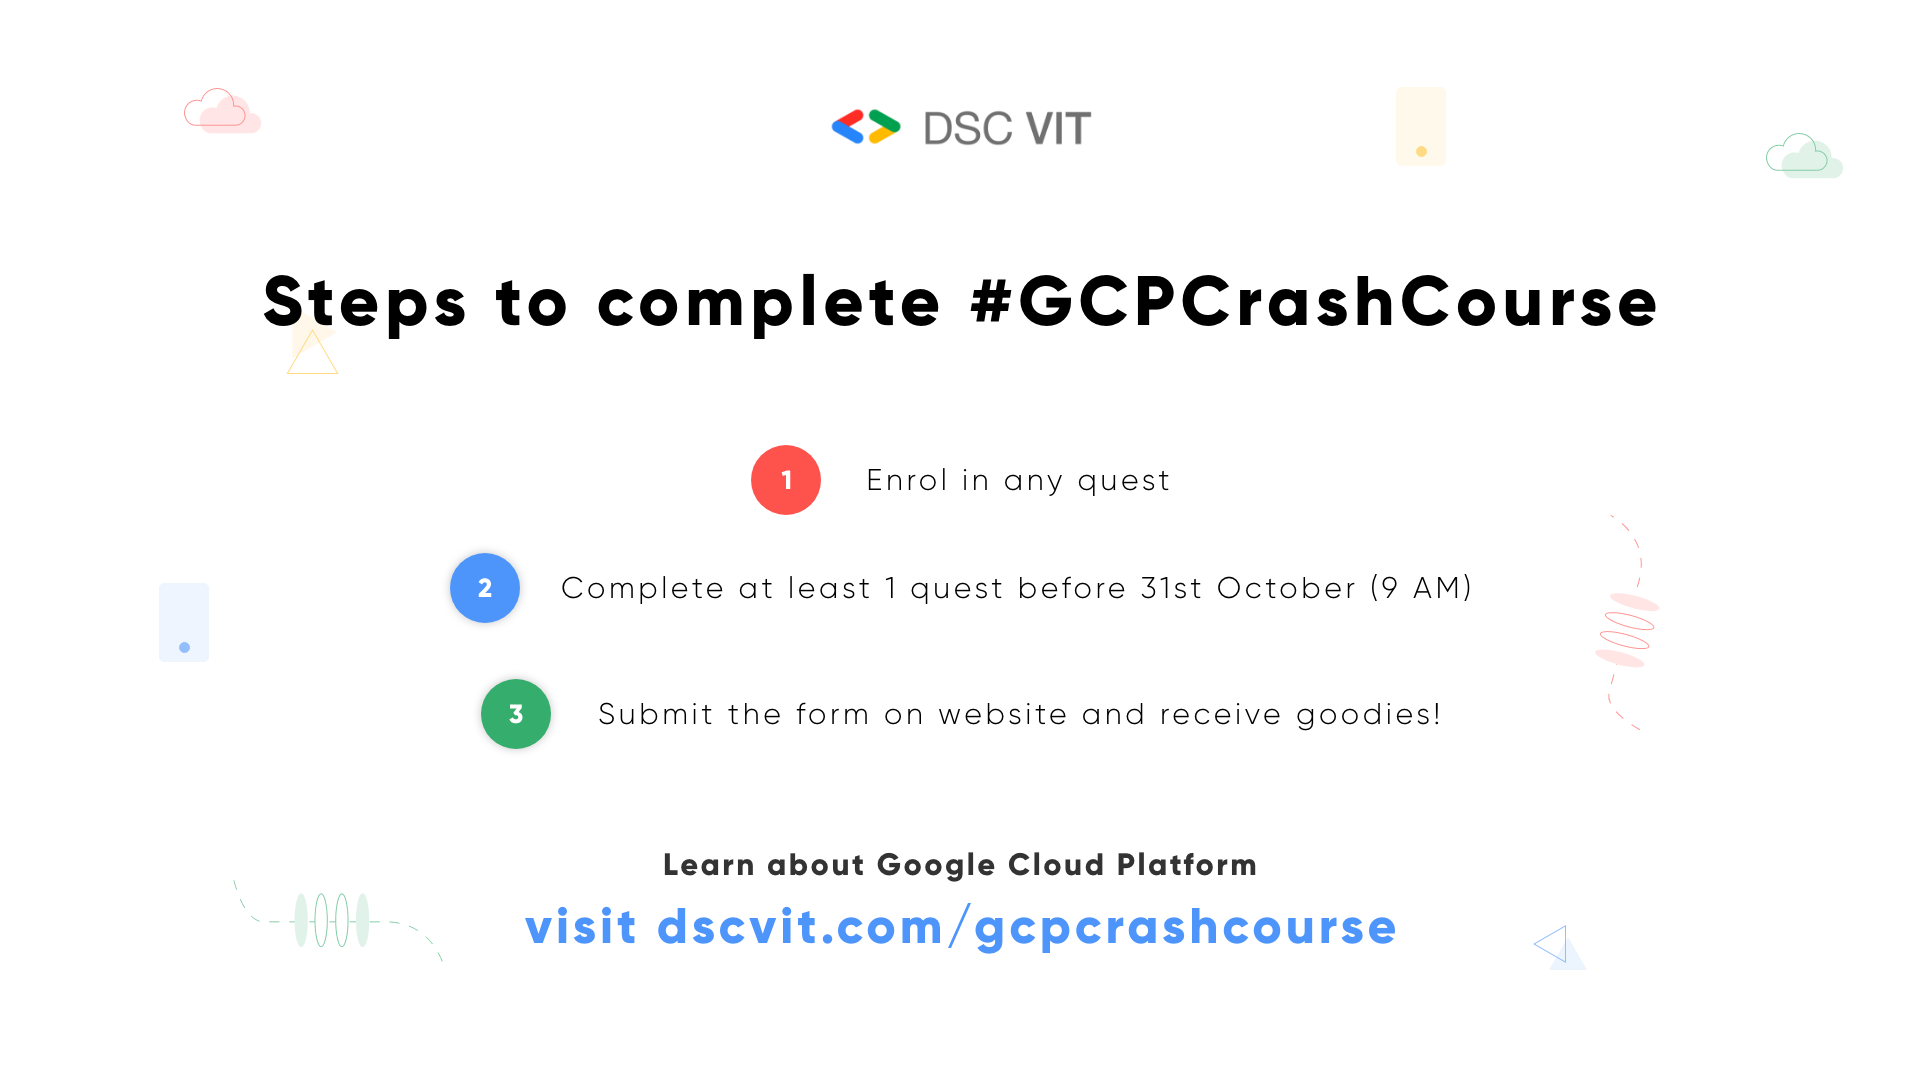 DSC VIT
Steps to complete #GCPCrashCourse
1 Enrol in any quest
2 Complete at least 1 quest before 31st October (9 AM)
3 Submit the form on website and receive goodies!
Learn about Google Cloud Platform
visit dscvit.com/gcpcrashcourse